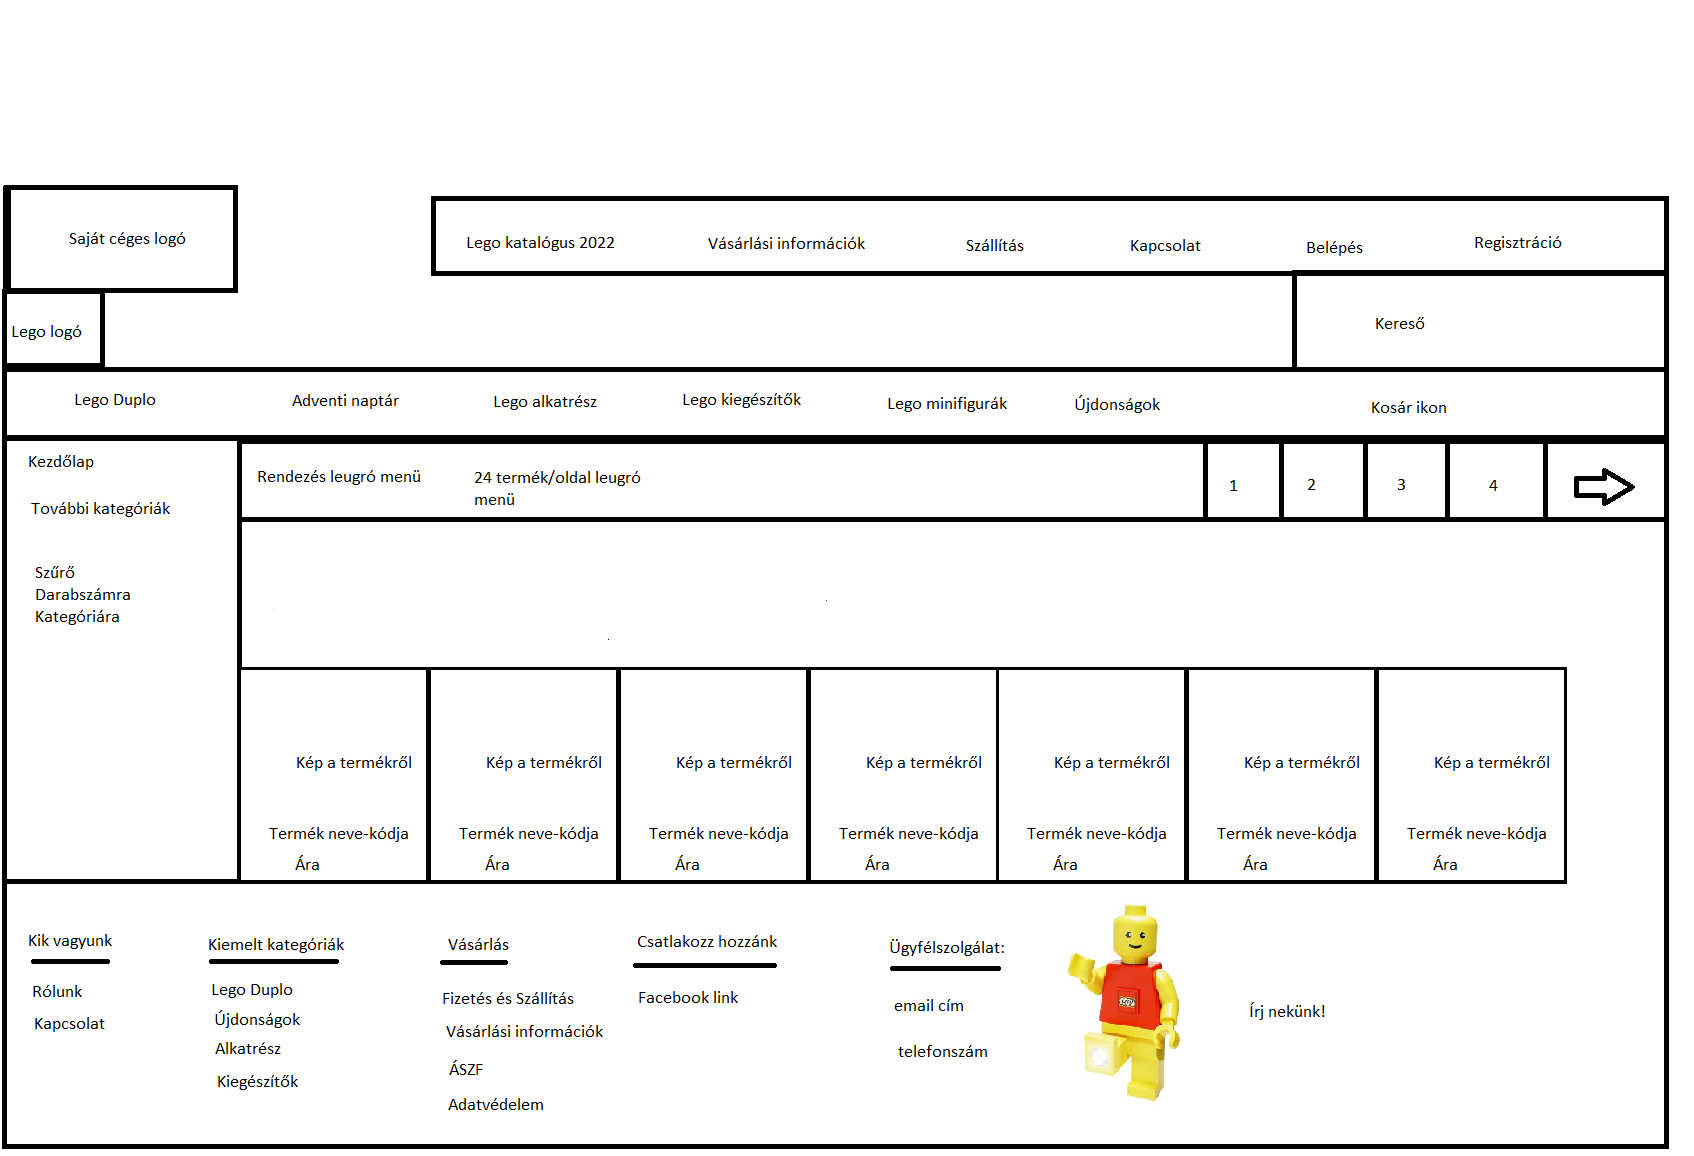 Saját céges logó
Lego katalógus 2022
Vásárlási információk
Szállítás
Kapcsolat
Belépés
Regisztráció
Lego logó
Kereső
Lego Duplo
Adventi naptár
Lego alkatrész
Lego kiegészítők
Lego minifigurák
Újdonságok
Kosár ikon
Kezdőlap
További kategóriák
Szűrő
Darabszámra
Kategóriára
Rendezés leugró menü
24 termék/oldal leugró
menü
1
2
3
4
Kép a termékről
Termék neve-kódja
Ára
Kép a termékről
Termék neve-kódja
Ára
Kép a termékről
Termék neve-kódja
Ára
Kép a termékről
Termék neve-kódja
Ára
Kép a termékről
Termék neve-kódja
Ára
Kép a termékről
Termék neve-kódja
Ára
Kép a termékről
Termék neve-kódja
Ára
Kik vagyunk
Rólunk
Kapcsolat
Kiemelt kategóriák
Lego Duplo
Újdonságok
Alkatrész
Kiegészítők
Vásárlás
Fizetés és Szállítás
Vásárlási információk
ÁSZF
Adatvédelem
Csatlakozz hozzánk
Facebook link
Ügyfélszolgálat:
email cím
telefonszám
LEGO
Írj nekünk!